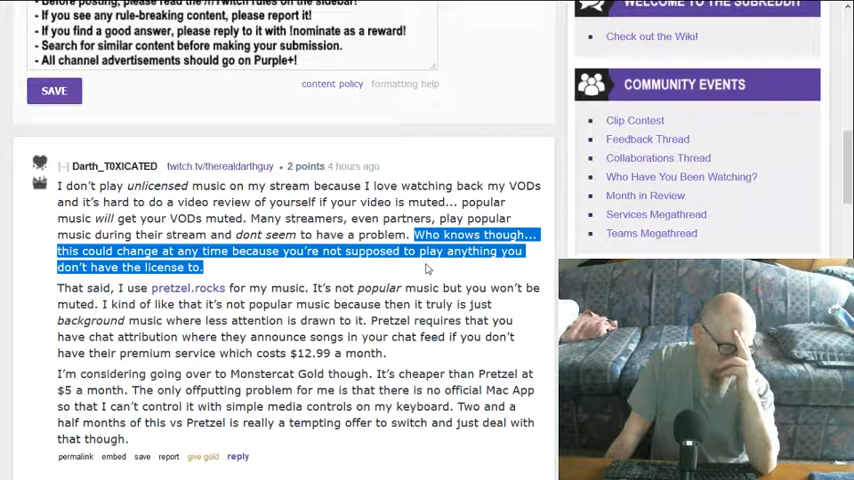 - Before posting, please read the /r/Twitch rules on the sidebar!
- If you see any rule-breaking content, please report it!
- If you find a good answer, please reply to it with !nominate as a reward!
- Search for similar content before making your submission.
- All channel advertisements should go on Purple+!
content policy formatting help
SAVE
[-] Darth_T0XICATED twitch.tv/therealdarthguy • 2 points 4 hours ago
I don't play unlicensed music on my stream because I love watching back my VODs
and it's hard to do a video review of yourself if your video is muted... popular
music will get your VODs muted. Many streamers, even partners, play popular
music during their stream and dont seem to have a problem. Who knows though...
this could change at any time because you're not supposed to play anything you
don't have the license to.
That said, I use pretzel.rocks for my music. It's not popular music but you won't be
muted. I kind of like that it's not popular music because then it truly is just
background music where less attention is drawn to it. Pretzel requires that you
have chat attribution where they announce songs in your chat feed if you don't
have their premium service which costs $12.99 a month.
I'm considering going over to Monstercat Gold though. It's cheaper than Pretzel at
$5 a month. The only offputting problem for me is that there is no official Mac App
so that I can't control it with simple media controls on my keyboard. Two and a
half months of this vs Pretzel is really a tempting offer to switch and just deal with
that though.
permalink embed save report give gold reply
WELCOME TO THE SUBREDDIT
Check out the Wiki!
COMMUNITY EVENTS
Clip Contest
Feedback Thread
Collaborations Thread
Who Have You Been Watching?
Month in Review
Services Megathread
Teams Megathread